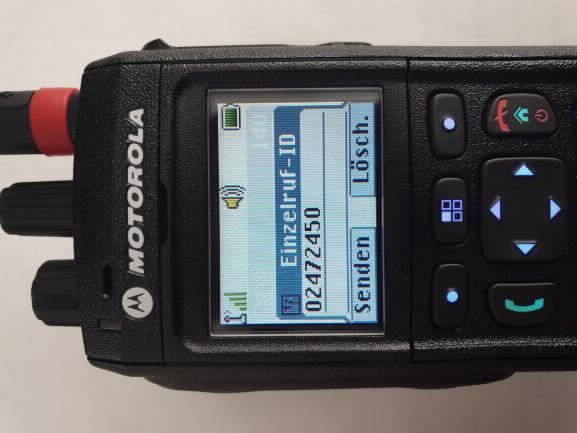 MOTOROLA
Einzelruf-ID
02472450
Senden Lösch.